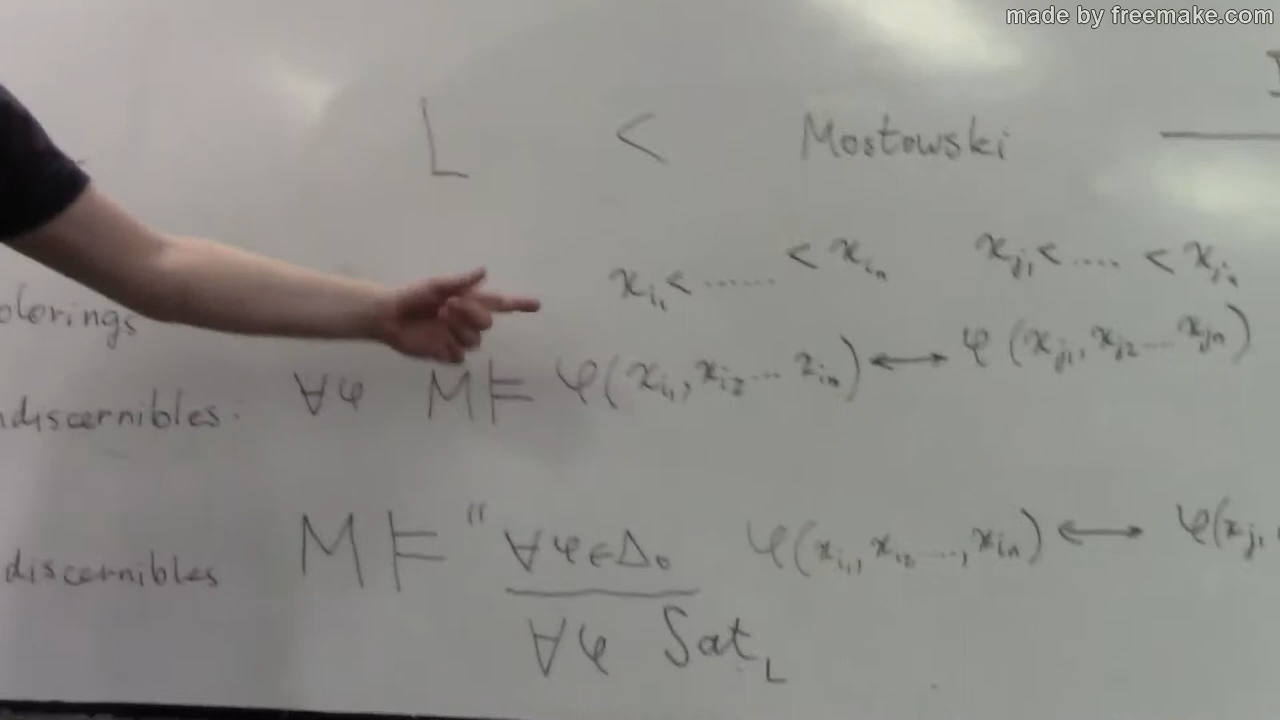 made by freemake.com
L < Mostowski
x_{i_1} < ...... < x_{i_n} x_{j_1} < .... < x_{j_n}
olorings
ndiscernibles: ∀φ M ⊨ φ(x_{i_1}, x_{i_2} ... x_{i_n}) ↔ φ(x_{j_1}, x_{j_2} ... x_{j_n})
discernibles M ⊨ "∀φ∈Δ₀ φ(x_{i_1}, x_{i_2} ..., x_{i_n}) ↔ φ(x_{j_1}
∀φ Sat_L